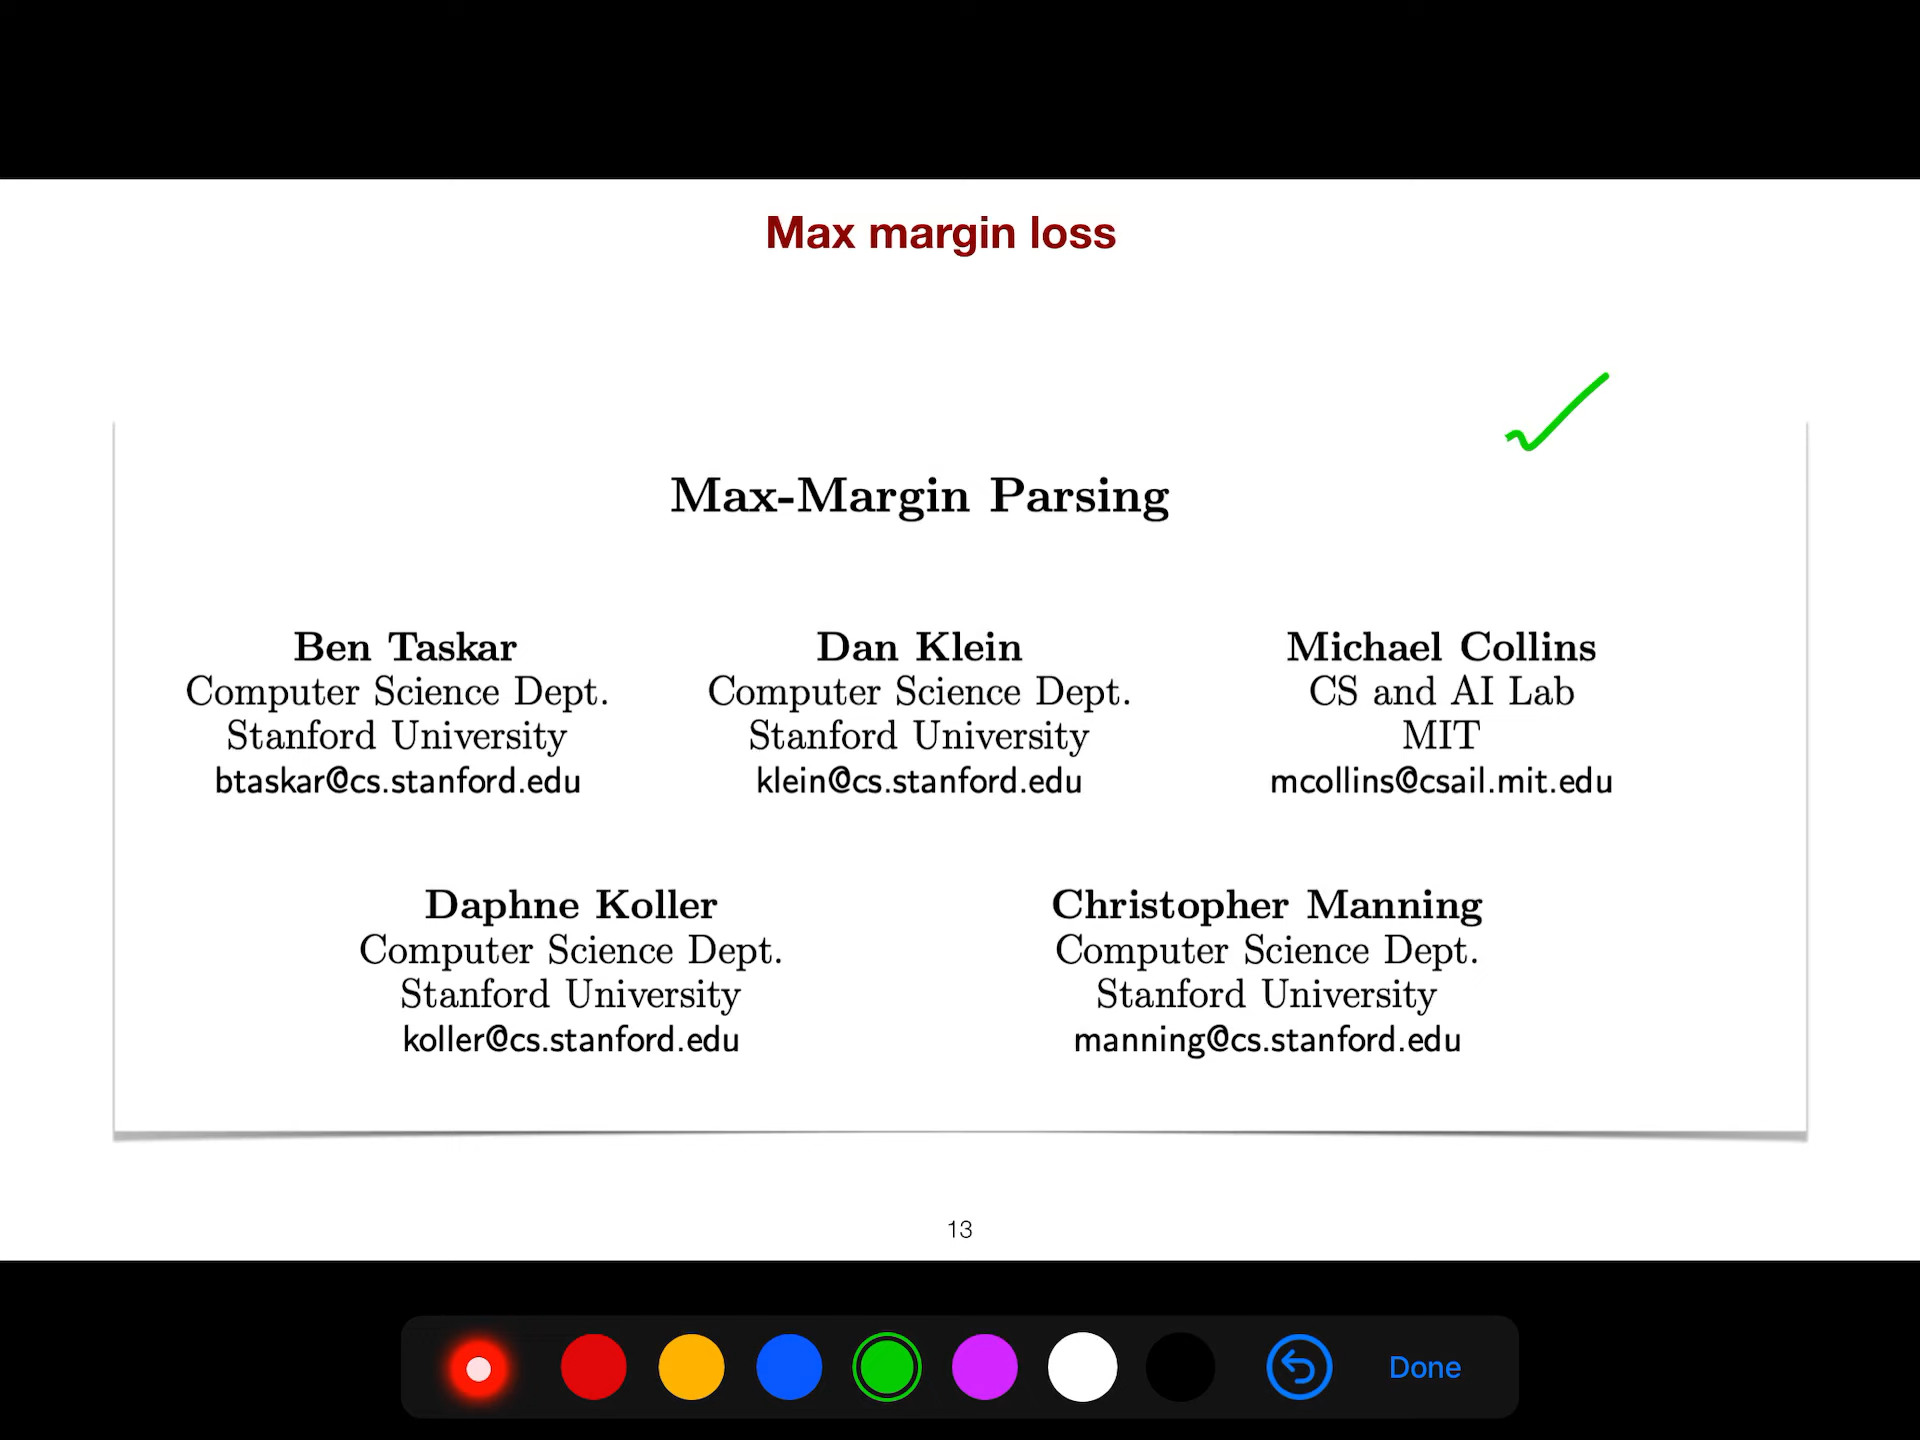 Max margin loss
Max-Margin Parsing
Ben Taskar
Computer Science Dept.
Stanford University
btaskar@cs.stanford.edu
Dan Klein
Computer Science Dept.
Stanford University
klein@cs.stanford.edu
Michael Collins
CS and AI Lab
MIT
mcollins@csail.mit.edu
Daphne Koller
Computer Science Dept.
Stanford University
koller@cs.stanford.edu
Christopher Manning
Computer Science Dept.
Stanford University
manning@cs.stanford.edu
13
Done